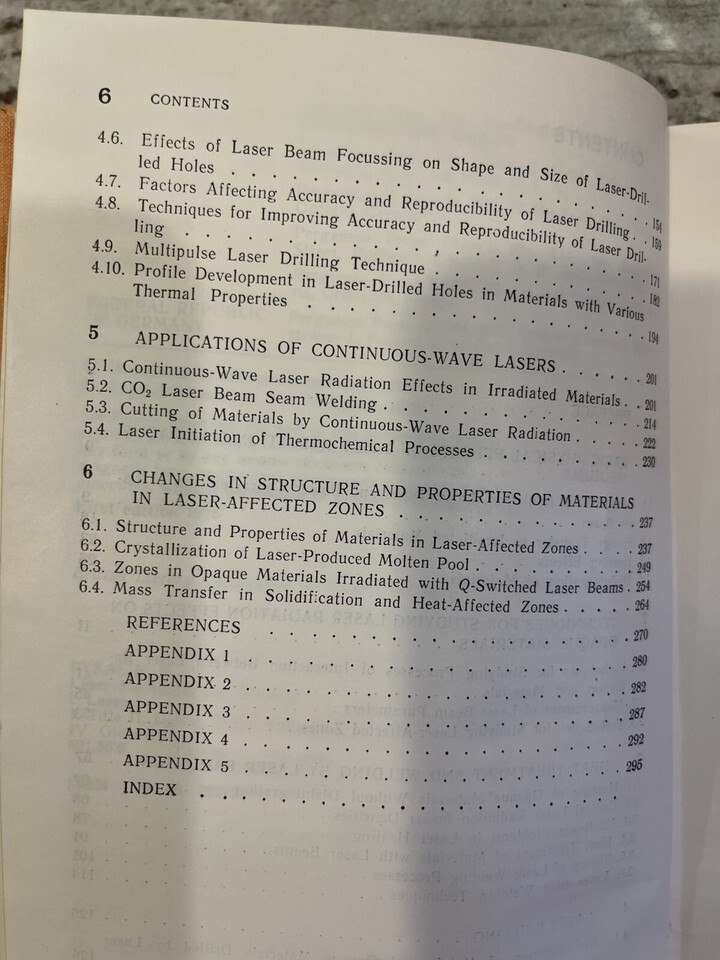 6 CONTENTS
4.6. Effects of Laser Beam Focussing on Shape and Size of Laser-Dril-
led Holes . . . . . . . . . . . . . . . . . . . 154
4.7. Factors Affecting Accuracy and Reproducibility of Laser Drilling . . 159
4.8. Techniques for Improving Accuracy and Reproducibility of Laser Dril-
ling . . . . . . . . . . . . . . . . . . . . 171
4.9. Multipulse Laser Drilling Technique . . . . . . . . . . 182
4.10. Profile Development in Laser-Drilled Holes in Materials with Various
Thermal Properties . . . . . . . . . . . . . . . . 194
5 APPLICATIONS OF CONTINUOUS-WAVE LASERS . . . . . . 201
5.1. Continuous-Wave Laser Radiation Effects in Irradiated Materials . . 201
5.2. CO₂ Laser Beam Seam Welding . . . . . . . . . . . . 214
5.3. Cutting of Materials by Continuous-Wave Laser Radiation . . . . . 222
5.4. Laser Initiation of Thermochemical Processes . . . . . . . . . 230
6 CHANGES IN STRUCTURE AND PROPERTIES OF MATERIALS
IN LASER-AFFECTED ZONES . . . . . . . . . . . . . 237
6.1. Structure and Properties of Materials in Laser-Affected Zones . . . . 237
6.2. Crystallization of Laser-Produced Molten Pool . . . . . . . . . 249
6.3. Zones in Opaque Materials Irradiated with Q-Switched Laser Beams . 254
6.4. Mass Transfer in Solidification and Heat-Affected Zones . . . . . 264
REFERENCES . . . . . . . . . . . . . . . . . 270
APPENDIX 1 . . . . . . . . . . . . . . . . . 280
APPENDIX 2 . . . . . . . . . . . . . . . . . 282
APPENDIX 3 . . . . . . . . . . . . . . . . . 287
APPENDIX 4 . . . . . . . . . . . . . . . . . 292
APPENDIX 5 . . . . . . . . . . . . . . . . . 295
INDEX . . . . . . . . . . . . . . . . . . .